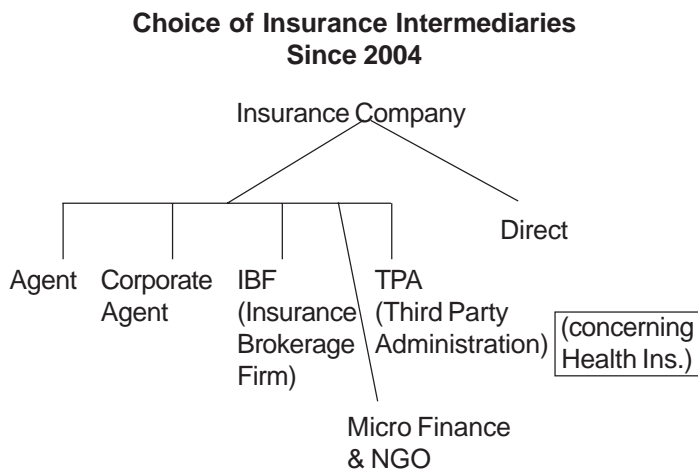 Choice of Insurance Intermediaries
Since 2004
Insurance Company
Direct
Agent
Corporate
Agent
IBF
(Insurance
Brokerage
Firm)
TPA
(Third Party
Administration)
(concerning
Health Ins.)
Micro Finance
& NGO